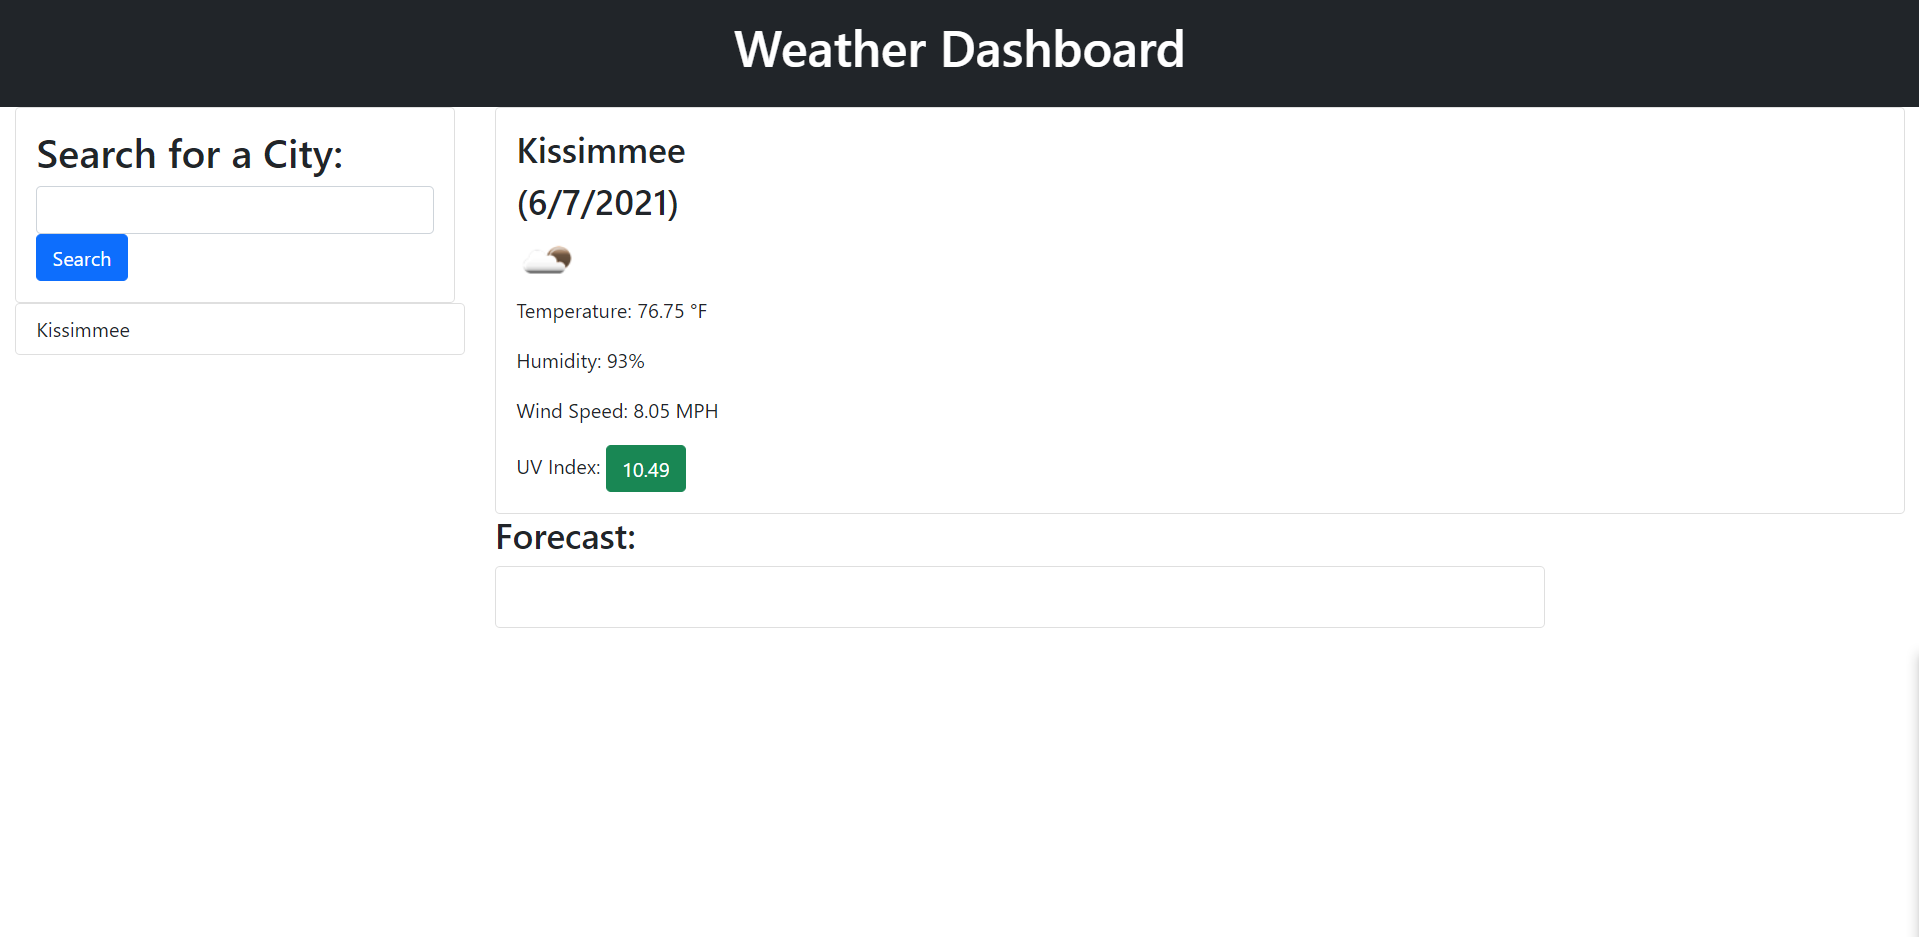 Weather Dashboard
Search for a City:
Search
Kissimmee
Kissimmee
(6/7/2021)
Temperature: 76.75 °F
Humidity: 93%
Wind Speed: 8.05 MPH
UV Index: 10.49
Forecast: